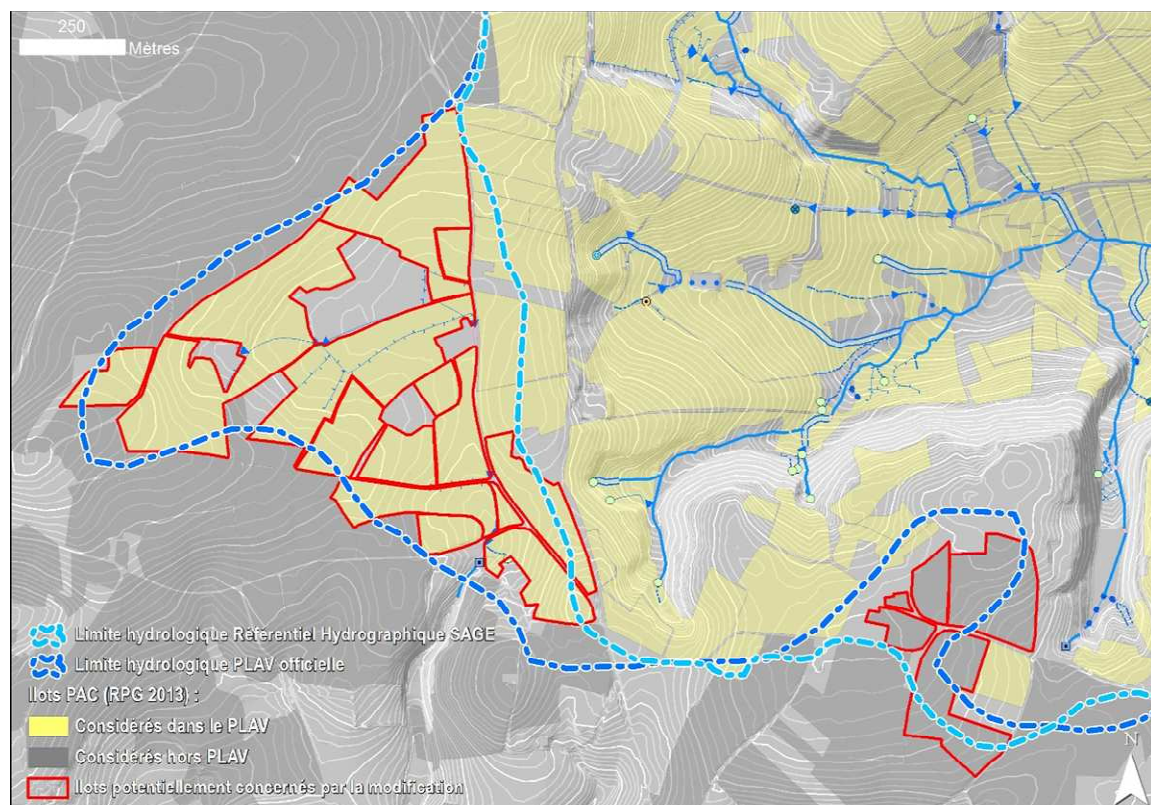 250
Mètres
Limite hydrologique Référentiel Hydrographique SAGE
Limite hydrologique PLAV officielle
Ilots PAC (RPG 2013) :
Considérés dans le PLAV
Considérés hors PLAV
Ilots potentiellement concernés par la modification
N